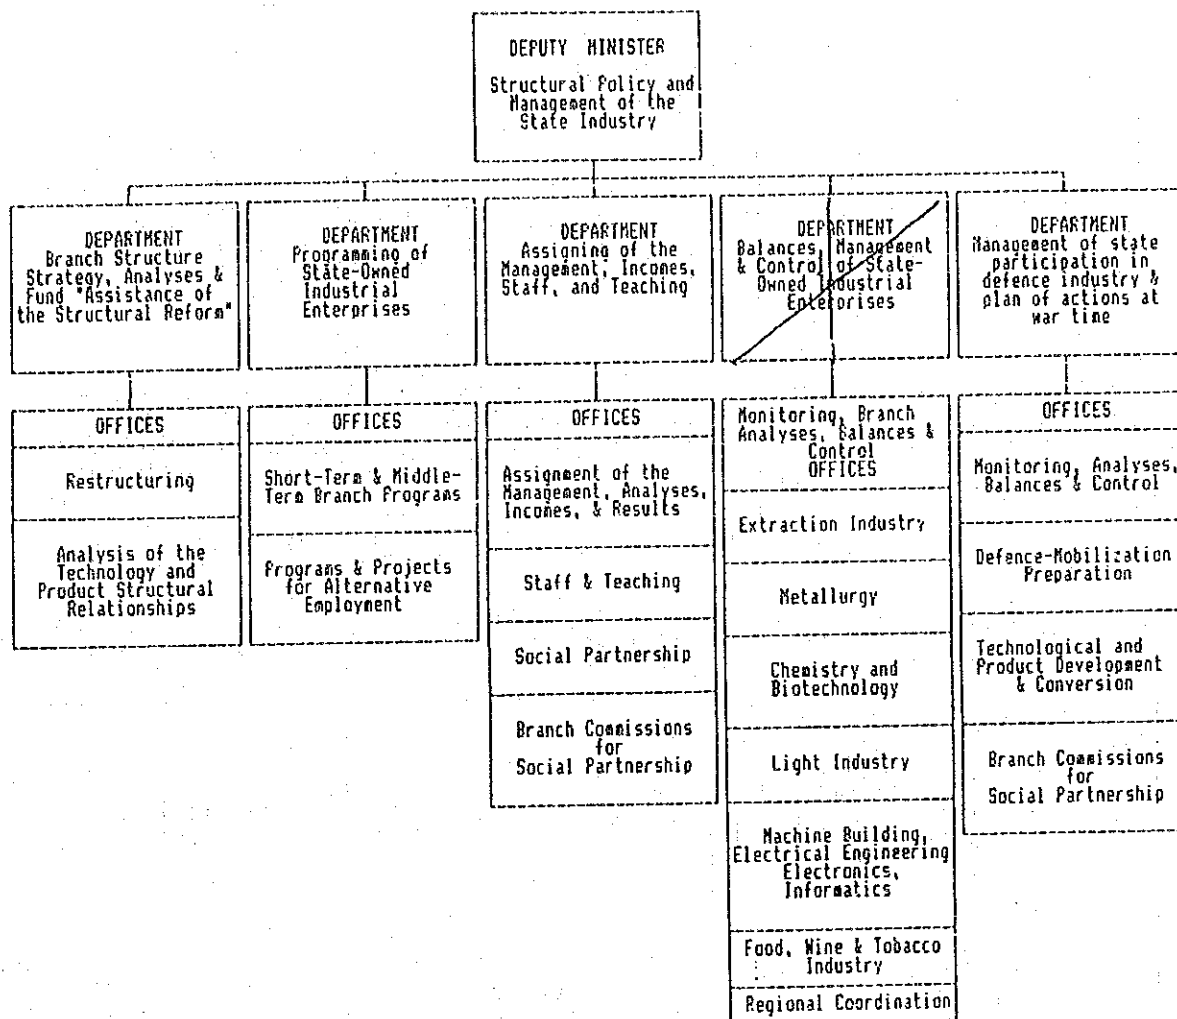 DEPUTY MINISTER
Structural Policy and
Management of the
State Industry
DEPARTMENT
Branch Structure
Strategy, Analyses &
Fund "Assistance of
the Structural Reform"
DEPARTMENT
Programming of
State-Owned
Industrial
Enterprises
DEPARTMENT
Assigning of the
Management, Incomes,
Staff, and Teaching
DEPARTMENT
Balances, Management
& Control of State-
Owned Industrial
Enterprises
DEPARTMENT
Management of state
participation in
defence industry &
plan of actions at
war time
OFFICES
Restructuring
Analysis of the
Technology and
Product Structural
Relationships
OFFICES
Short-Term & Middle-
Term Branch Programs
Programs & Projects
for Alternative
Employment
OFFICES
Assignment of the
Management, Analyses,
Incomes, & Results
Staff & Teaching
Social Partnership
Branch Commissions
for
Social Partnership
Monitoring, Branch
Analyses, Balances &
Control
OFFICES
Extraction Industry
Metallurgy
Chemistry and
Biotechnology
Light Industry
Machine Building,
Electrical Engineering
Electronics,
Informatics
Food, Wine & Tobacco
Industry
Regional Coordination
OFFICES
Monitoring, Analyses,
Balances & Control
Defence-Mobilization
Preparation
Technological and
Product Development
& Conversion
Branch Commissions
for
Social Partnership